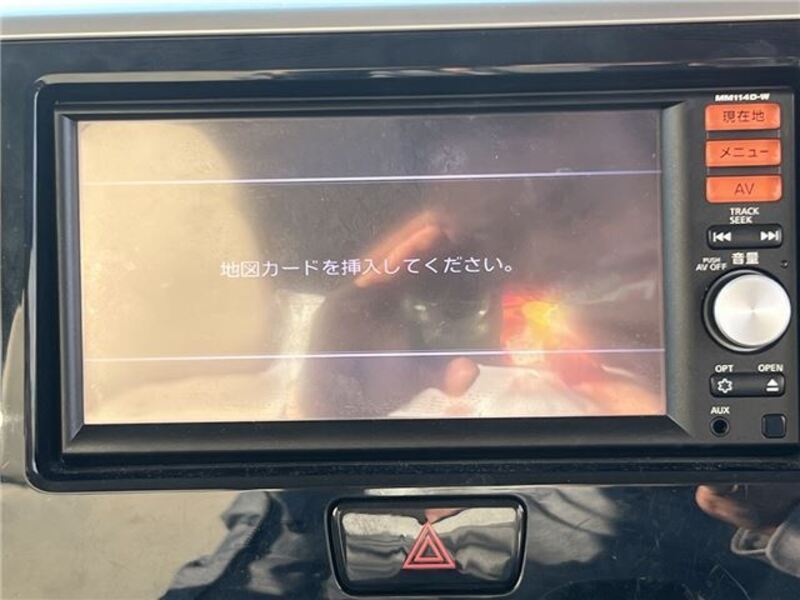 MM114D-W
現在地
メニュー
AV
TRACK
SEEK
地図カードを挿入してください。
PUSH
AV OFF
音量
OPT
OPEN
AUX